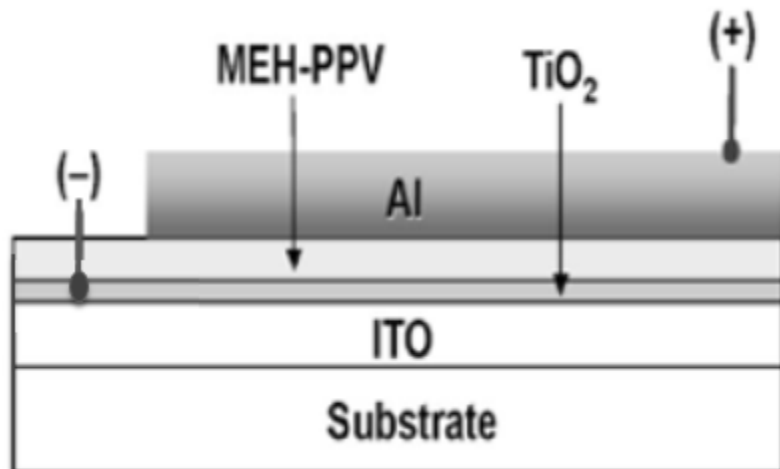 (+)
MEH-PPV
TiO₂
(–)
Al
ITO
Substrate